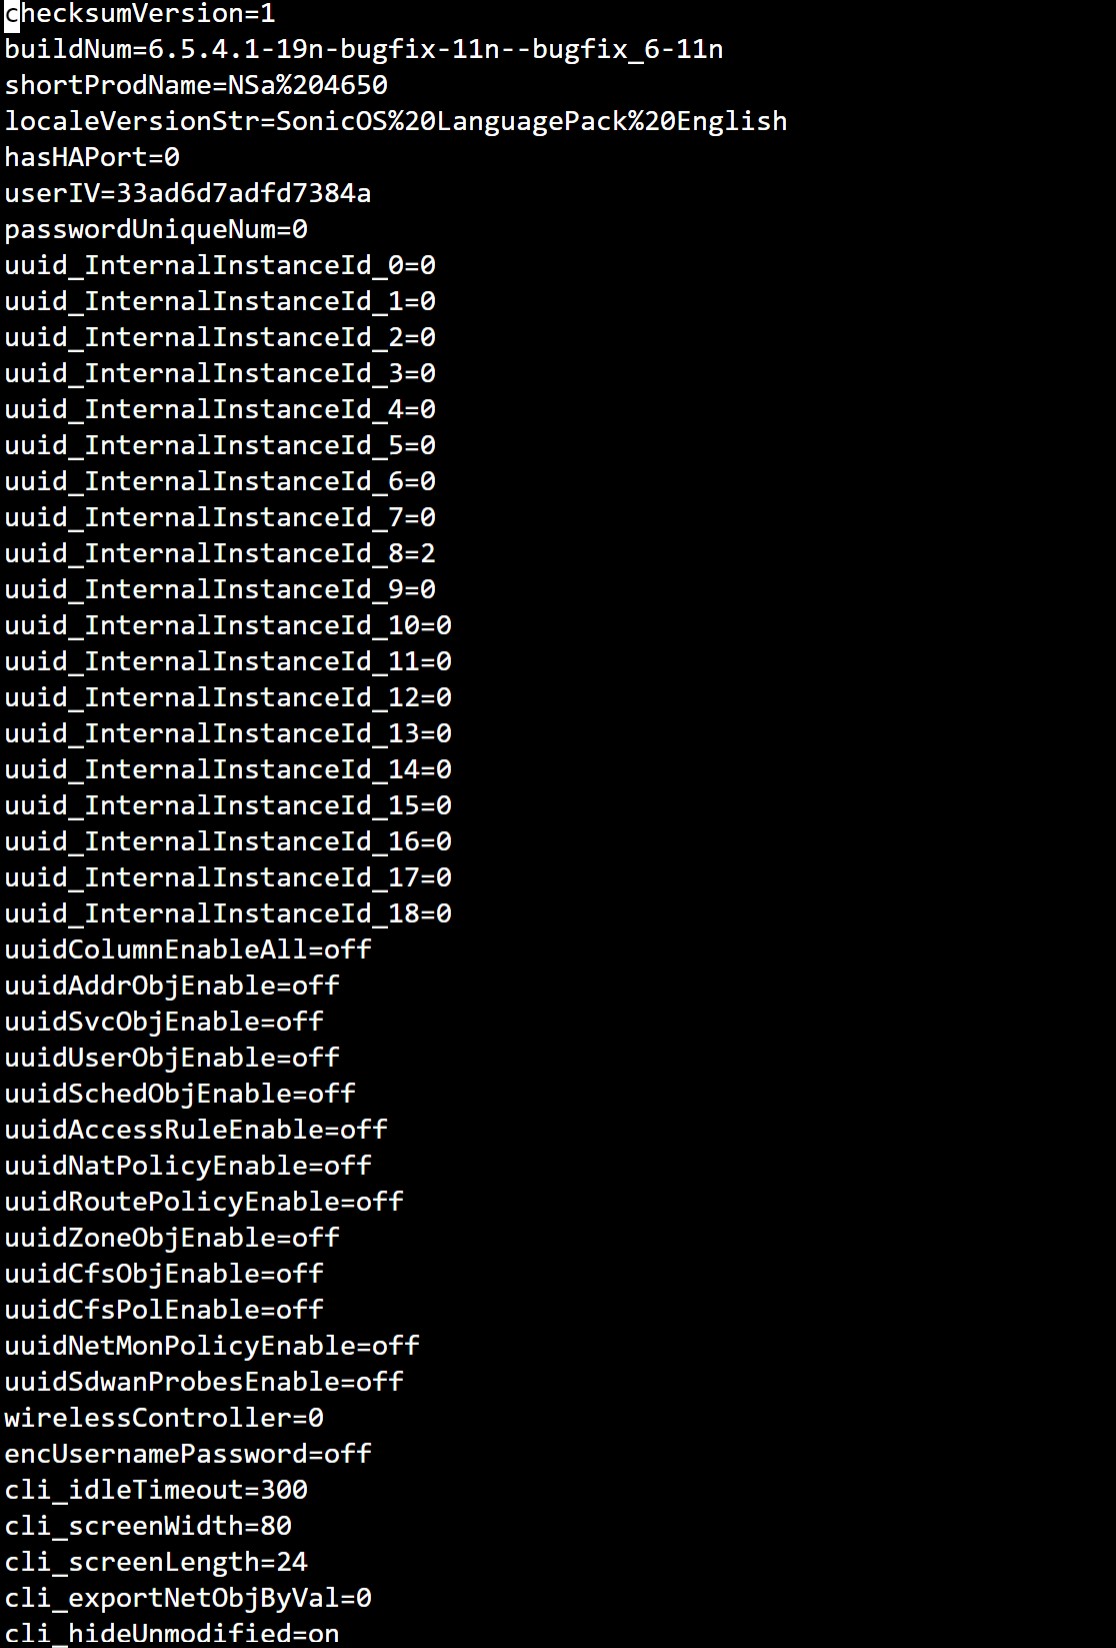 checksumVersion=1
buildNum=6.5.4.1-19n-bugfix-11n--bugfix_6-11n
shortProdName=NSa%204650
localeVersionStr=SonicOS%20LanguagePack%20English
hasHAPort=0
userIV=33ad6d7adfd7384a
passwordUniqueNum=0
uuid_InternalInstanceId_0=0
uuid_InternalInstanceId_1=0
uuid_InternalInstanceId_2=0
uuid_InternalInstanceId_3=0
uuid_InternalInstanceId_4=0
uuid_InternalInstanceId_5=0
uuid_InternalInstanceId_6=0
uuid_InternalInstanceId_7=0
uuid_InternalInstanceId_8=2
uuid_InternalInstanceId_9=0
uuid_InternalInstanceId_10=0
uuid_InternalInstanceId_11=0
uuid_InternalInstanceId_12=0
uuid_InternalInstanceId_13=0
uuid_InternalInstanceId_14=0
uuid_InternalInstanceId_15=0
uuid_InternalInstanceId_16=0
uuid_InternalInstanceId_17=0
uuid_InternalInstanceId_18=0
uuidColumnEnableAll=off
uuidAddrObjEnable=off
uuidSvcObjEnable=off
uuidUserObjEnable=off
uuidSchedObjEnable=off
uuidAccessRuleEnable=off
uuidNatPolicyEnable=off
uuidRoutePolicyEnable=off
uuidZoneObjEnable=off
uuidCfsObjEnable=off
uuidCfsPolEnable=off
uuidNetMonPolicyEnable=off
uuidSdwanProbesEnable=off
wirelessController=0
encUsernamePassword=off
cli_idleTimeout=300
cli_screenWidth=80
cli_screenLength=24
cli_exportNetObjByVal=0
cli_hideUnmodified=on